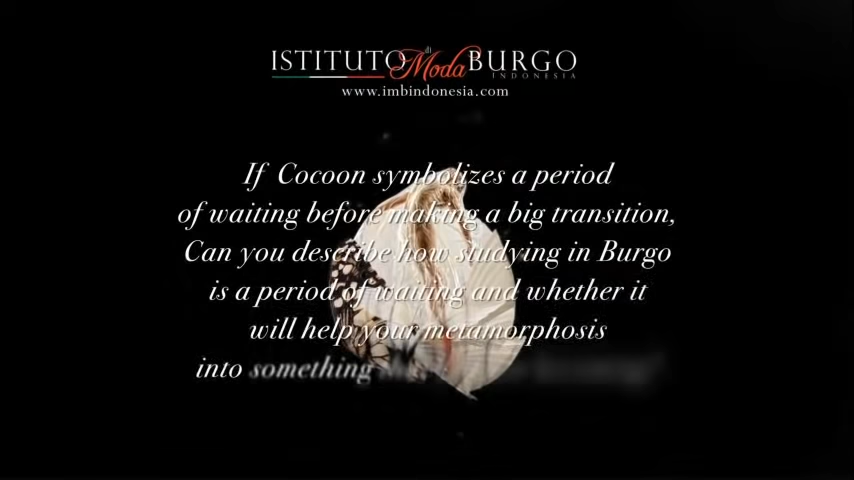 ISTITUTO di Moda BURGO
INDONESIA
www.imbindonesia.com
If Cocoon symbolizes a period
of waiting before making a big transition,
Can you describe how studying in Burgo
is a period of waiting and whether it
will help your metamorphosis
into something